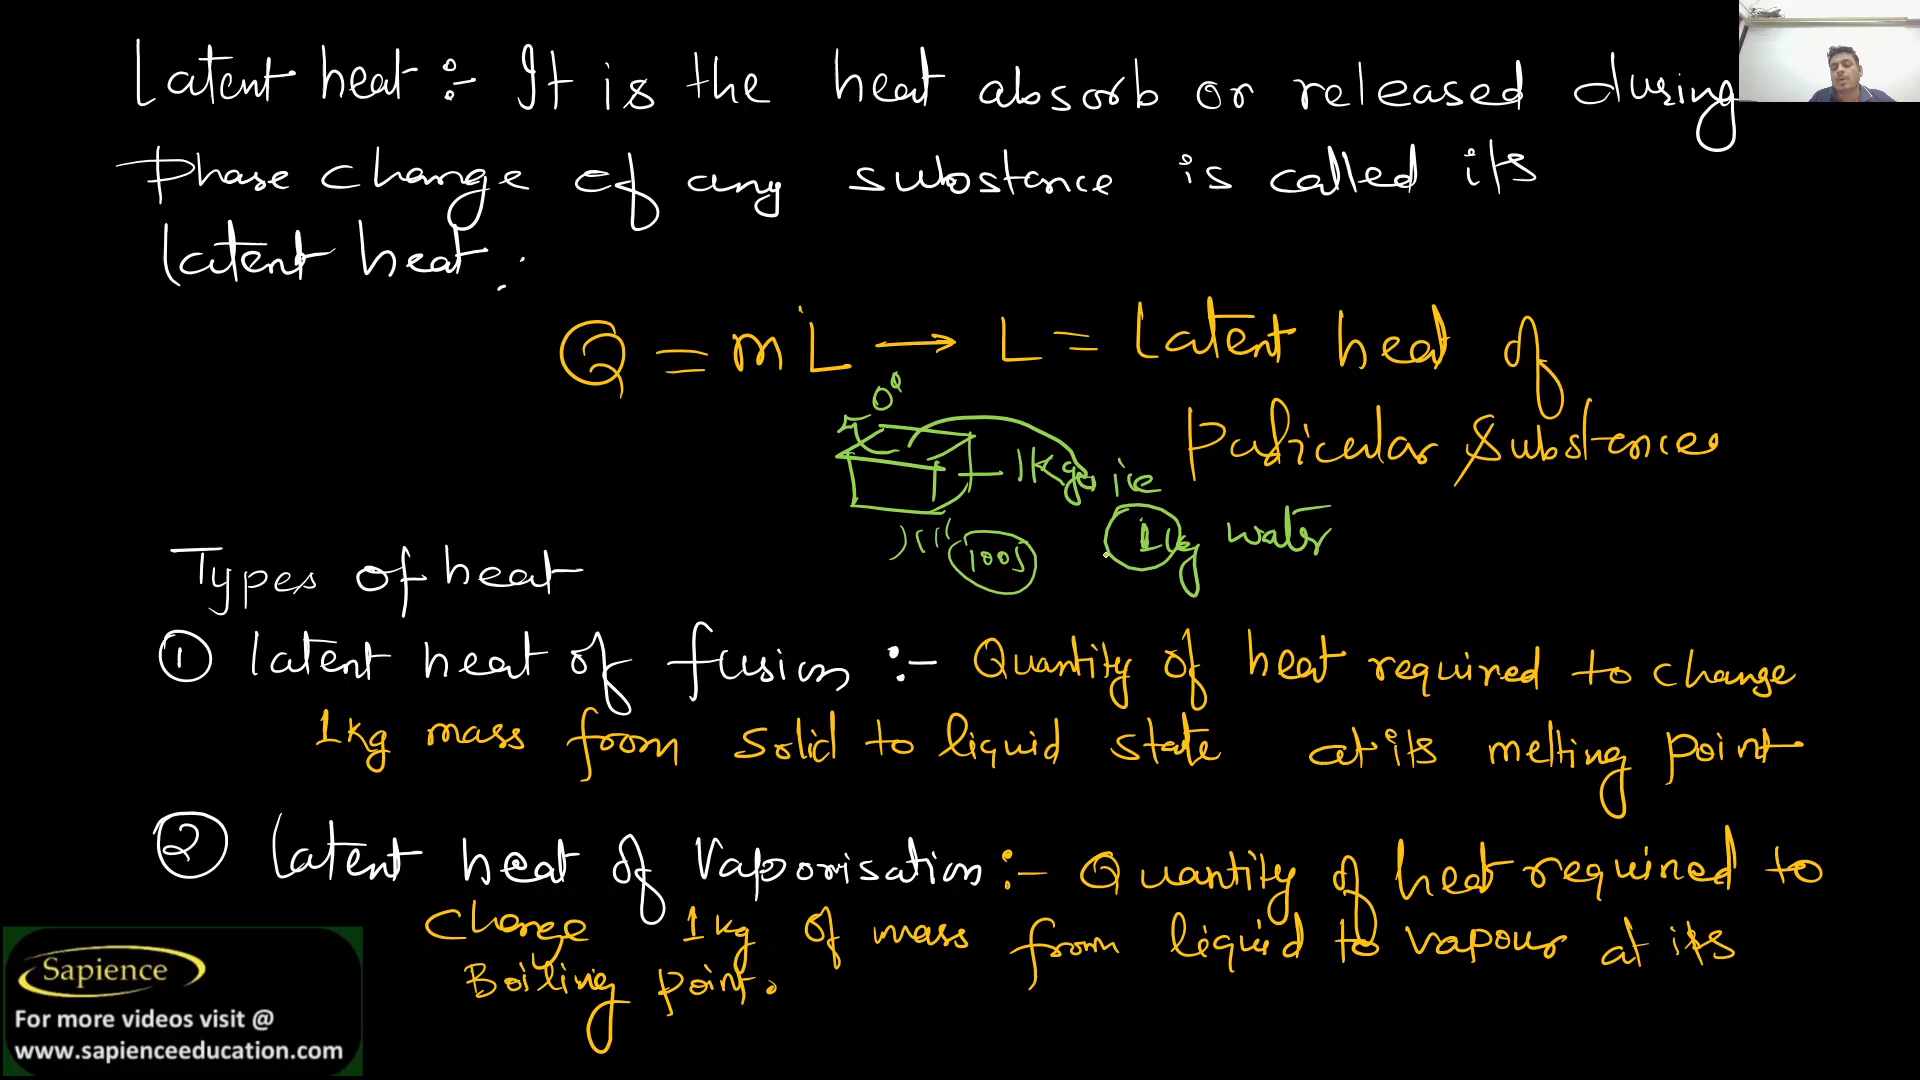 Latent heat :- It is the heat absorb or released during
Phase change of any substance is called its
latent heat.
Q = mL → L = Latent heat of
Particular Substances
0°
1kg ice
1kg water
100J
Types of heat
① latent heat of fusion :- Quantity of heat required to change
1kg mass from solid to liquid state at its melting point
② Latent heat of Vaporisation :- Quantity of heat required to
Change 1kg of mass from liquid to vapour at its
Boiling point.
Sapience
For more videos visit @
www.sapienceeducation.com